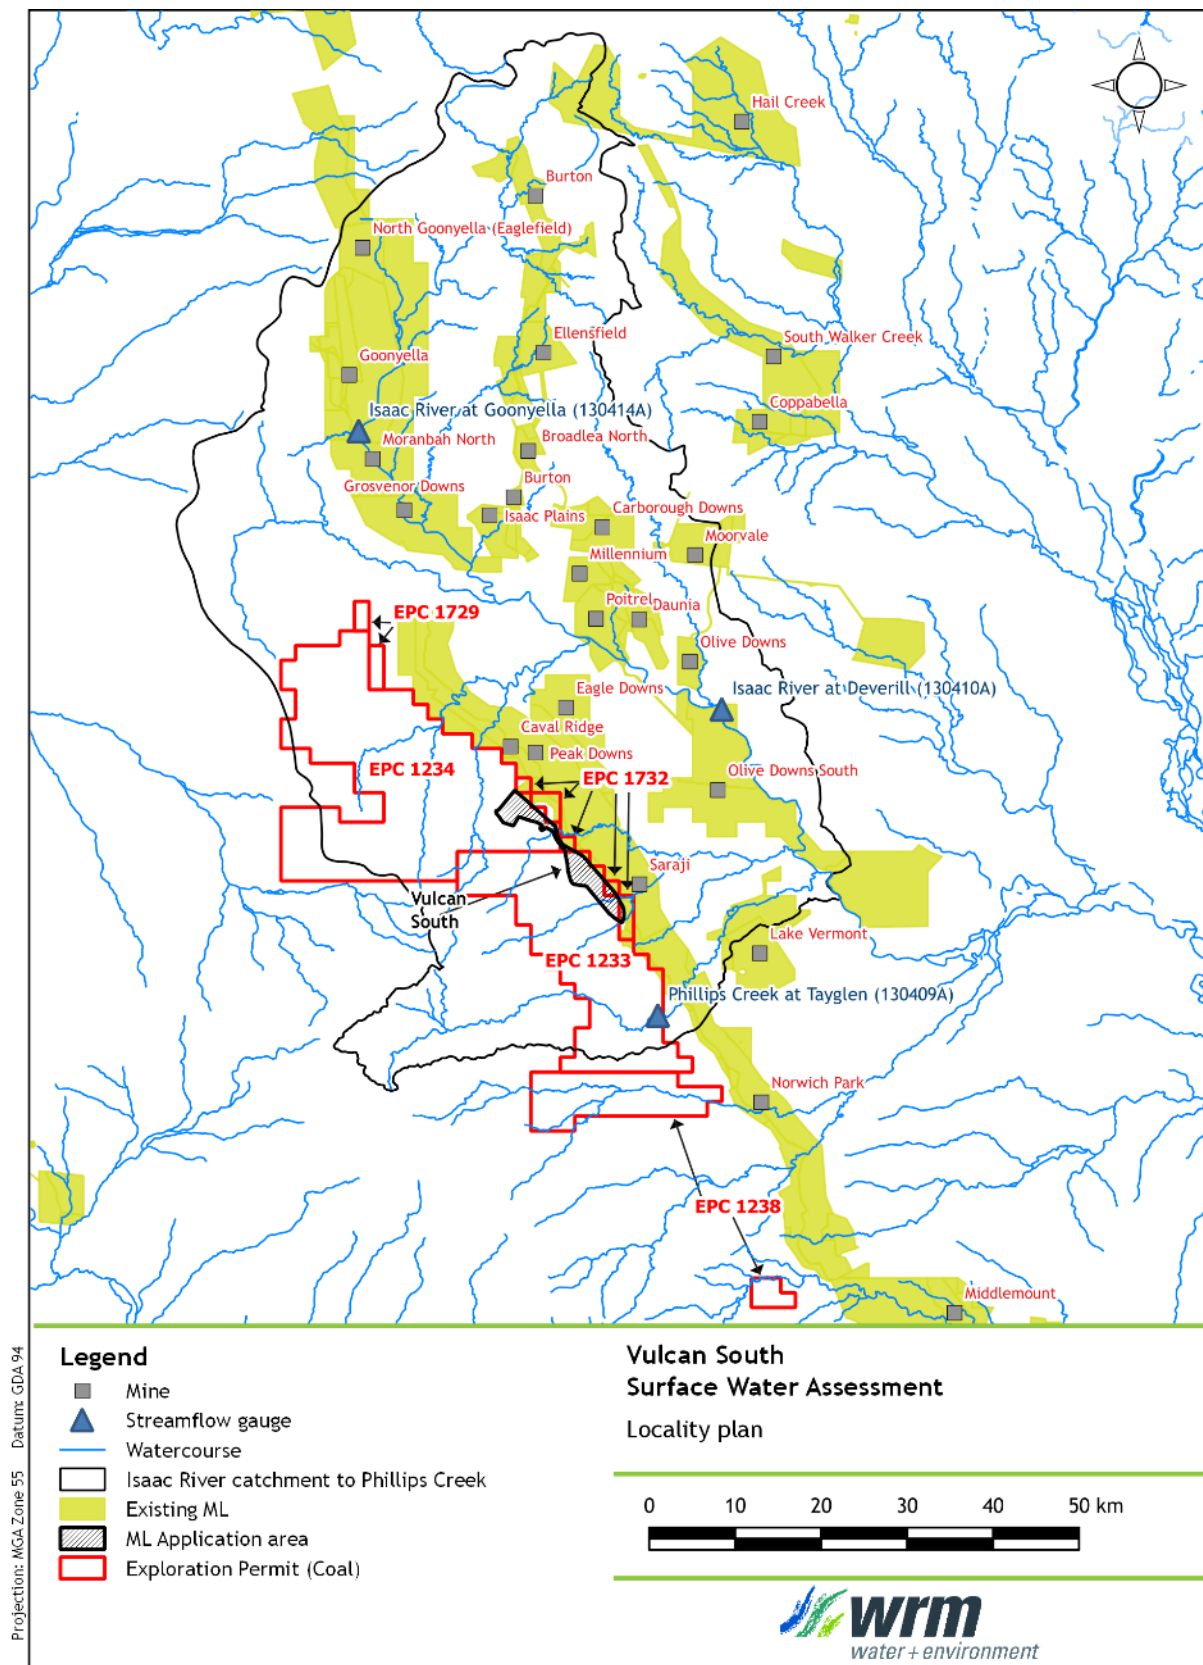 Hail Creek
Burton
North Goonyella (Eaglefield)
Ellensfield
South Walker Creek
Goonyella
Coppabella
Isaac River at Goonyella (130414A)
Moranbah North
Broadlea North
Grosvenor Downs
Burton
Isaac Plains
Carborough Downs
Moorvale
Millennium
EPC 1729
Poitrel
Daunia
Olive Downs
Eagle Downs
Isaac River at Deverill (130410A)
Caval Ridge
Peak Downs
EPC 1234
EPC 1732
Olive Downs South
Saraji
Vulcan
South
Lake Vermont
EPC 1233
Phillips Creek at Tayglen (130409A)
Norwich Park
EPC 1238
Middlemount
Projection: MGA Zone 55 Datum: GDA 94
Legend
Mine
Streamflow gauge
Watercourse
Isaac River catchment to Phillips Creek
Existing ML
ML Application area
Exploration Permit (Coal)
Vulcan South
Surface Water Assessment
Locality plan
0 10 20 30 40 50 km
wrm
water + environment